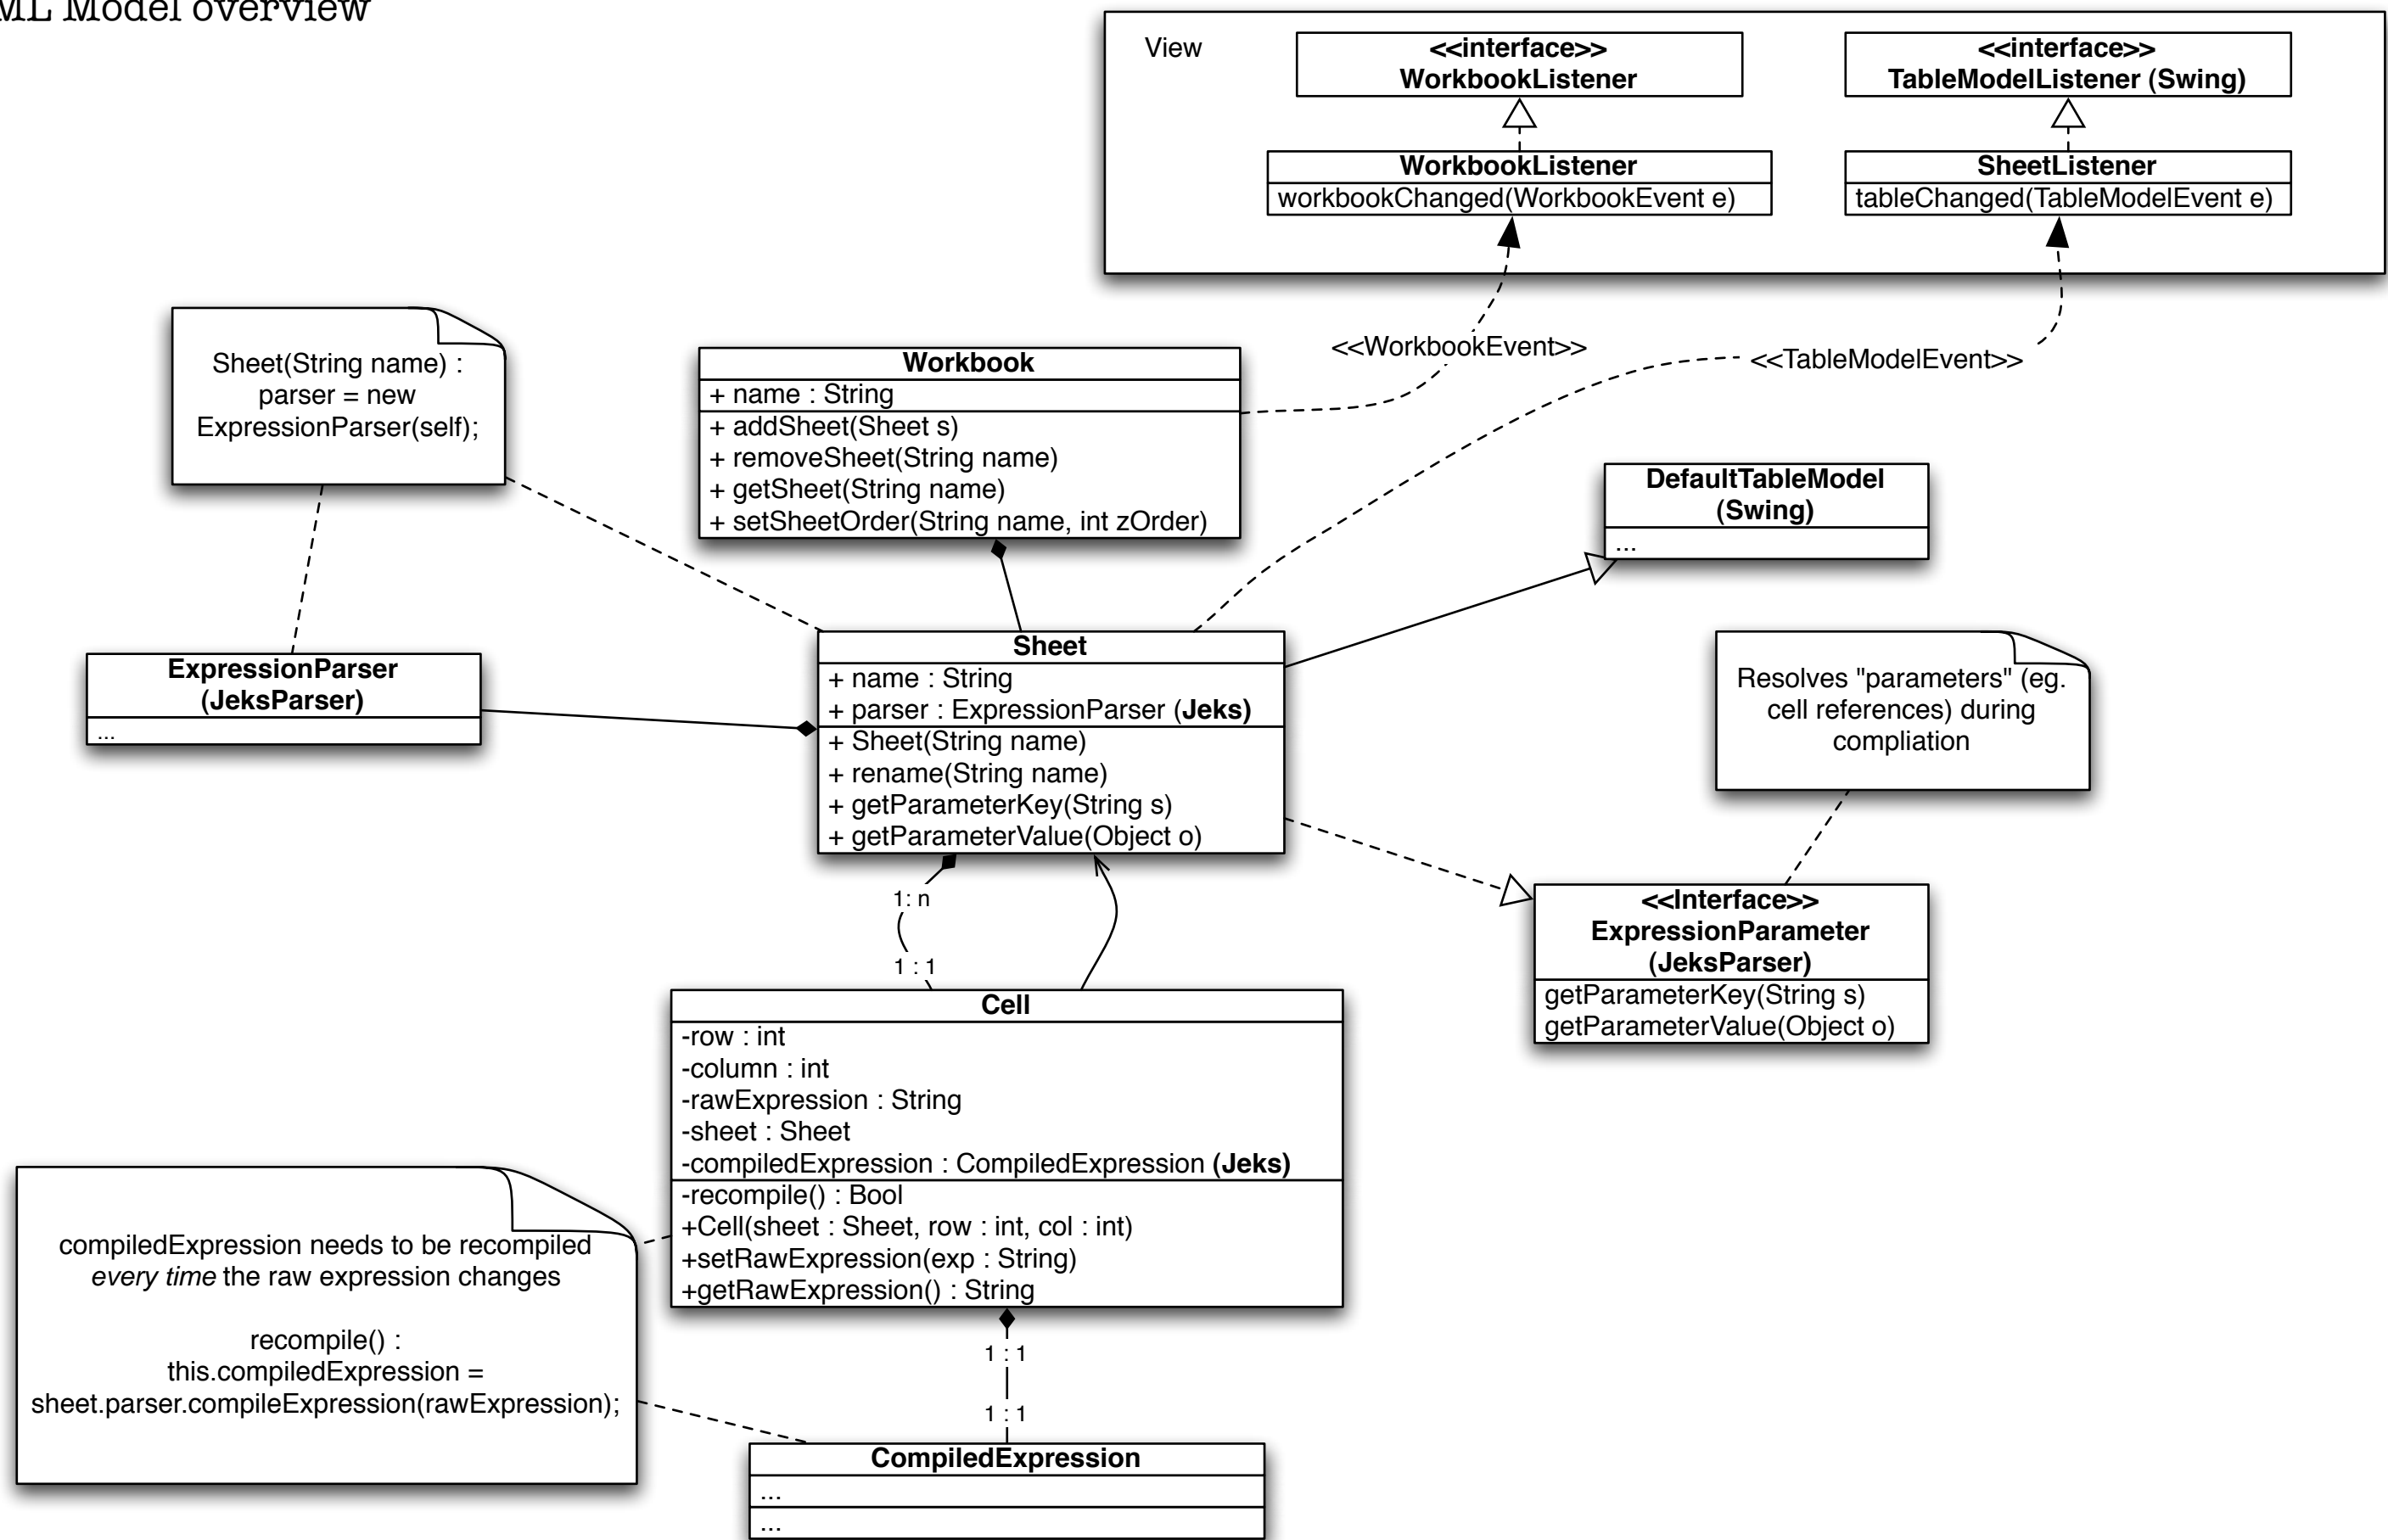 ML Model overview
View
<<interface>>
WorkbookListener
<<interface>>
TableModelListener (Swing)
WorkbookListener
workbookChanged(WorkbookEvent e)
SheetListener
tableChanged(TableModelEvent e)
Sheet(String name) :
parser = new
ExpressionParser(self);
Workbook
+ name : String
+ addSheet(Sheet s)
+ removeSheet(String name)
+ getSheet(String name)
+ setSheetOrder(String name, int zOrder)
<<WorkbookEvent>>
<<TableModelEvent>>
DefaultTableModel
(Swing)
...
ExpressionParser
(JeksParser)
...
Sheet
+ name : String
+ parser : ExpressionParser (Jeks)
+ Sheet(String name)
+ rename(String name)
+ getParameterKey(String s)
+ getParameterValue(Object o)
Resolves "parameters" (eg.
cell references) during
compliation
1: n
1 : 1
<<Interface>>
ExpressionParameter
(JeksParser)
getParameterKey(String s)
getParameterValue(Object o)
Cell
-row : int
-column : int
-rawExpression : String
-sheet : Sheet
-compiledExpression : CompiledExpression (Jeks)
-recompile() : Bool
+Cell(sheet : Sheet, row : int, col : int)
+setRawExpression(exp : String)
+getRawExpression() : String
compiledExpression needs to be recompiled
every time the raw expression changes
recompile() :
this.compiledExpression =
sheet.parser.compileExpression(rawExpression);
1 : 1
1 : 1
CompiledExpression
...
...